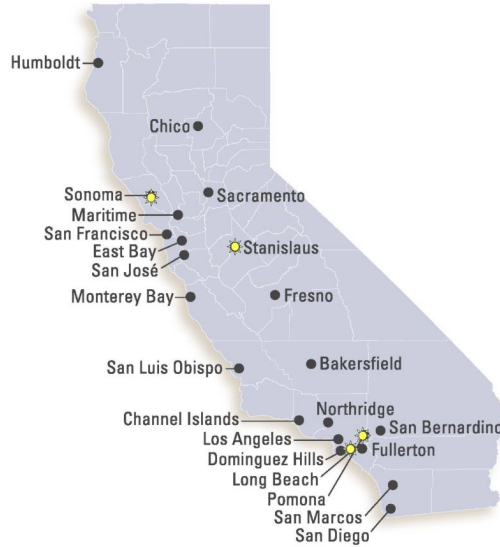 Humboldt
Chico
Sonoma
Sacramento
Maritime
San Francisco
East Bay
Stanislaus
San José
Monterey Bay
Fresno
San Luis Obispo
Bakersfield
Channel Islands
Northridge
San Bernardino
Los Angeles
Dominguez Hills
Fullerton
Long Beach
Pomona
San Marcos
San Diego